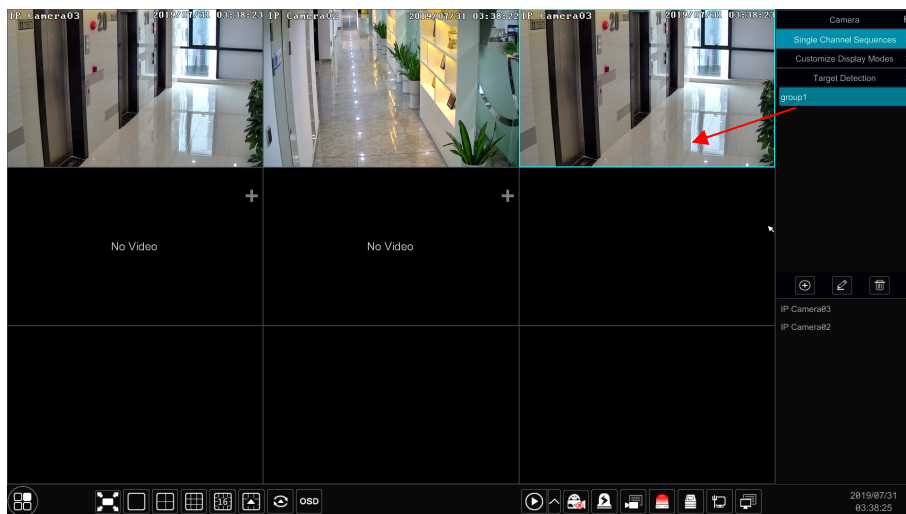 IP Camera03 2019/07/31 03:38:23
IP Camera02 2019/07/31 03:38:22
IP Camera03 2019/07/31 03:38:23
Camera
Single Channel Sequences
Customize Display Modes
Target Detection
group1
No Video
No Video
IP Camera03
IP Camera02
16
OSD
2019/07/31
03:38:25